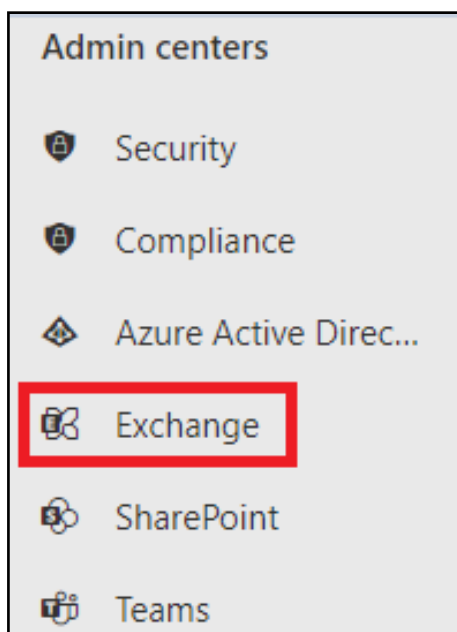 Admin centers
Security
Compliance
Azure Active Direc...
Exchange
SharePoint
Teams